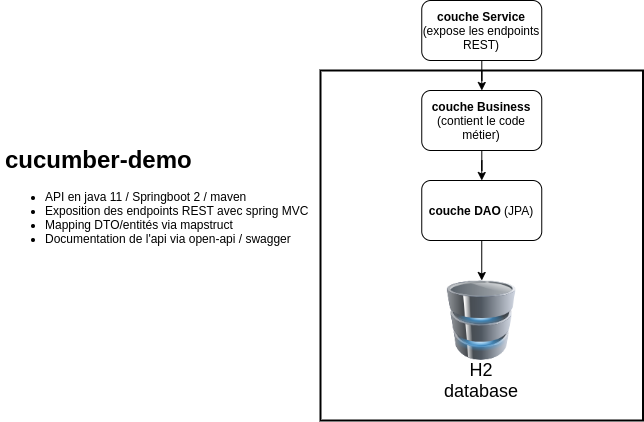 couche Service
(expose les endpoints
REST)
couche Business
(contient le code
métier)
couche DAO (JPA)
H2
database
cucumber-demo
API en java 11 / Springboot 2 / maven
Exposition des endpoints REST avec spring MVC
Mapping DTO/entités via mapstruct
Documentation de l'api via open-api / swagger